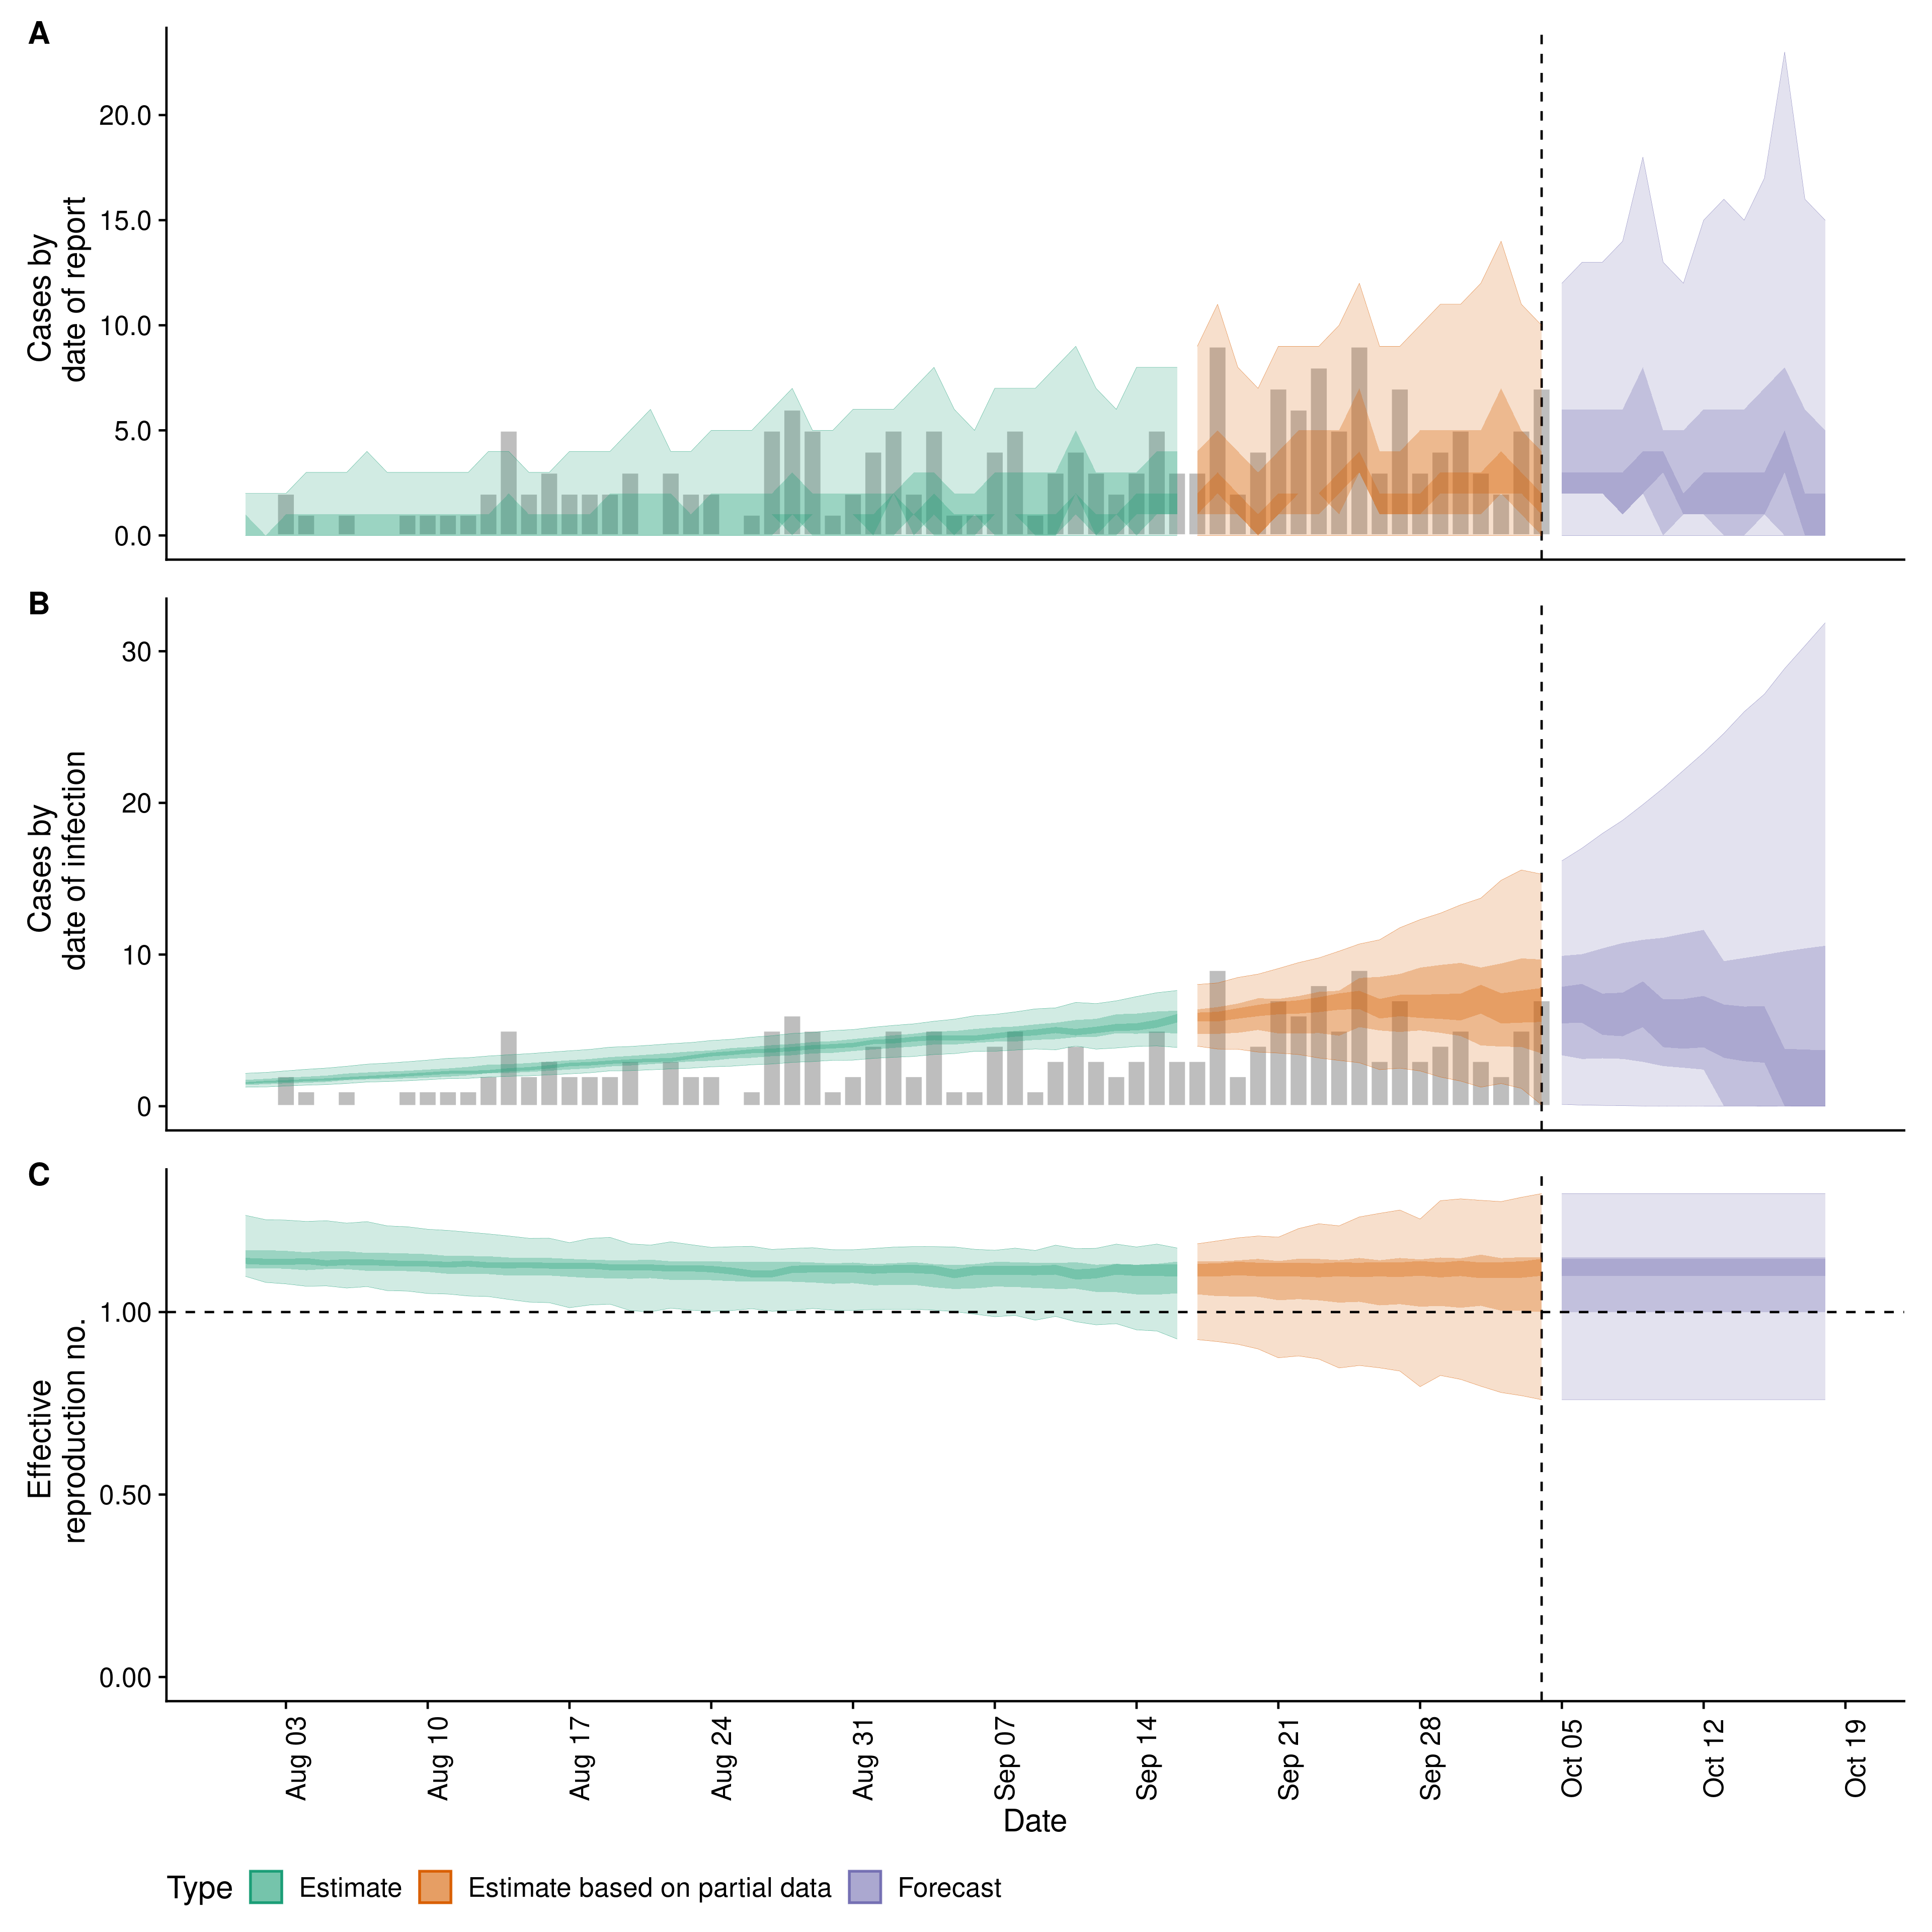 A
Cases by
date of report
20.0
15.0
10.0
5.0
0.0
B
Cases by
date of infection
30
20
10
0
C
Effective
reproduction no.
1.00
0.50
0.00
Aug 03
Aug 10
Aug 17
Aug 24
Aug 31
Sep 07
Sep 14
Sep 21
Sep 28
Oct 05
Oct 12
Oct 19
Date
Type Estimate Estimate based on partial data Forecast